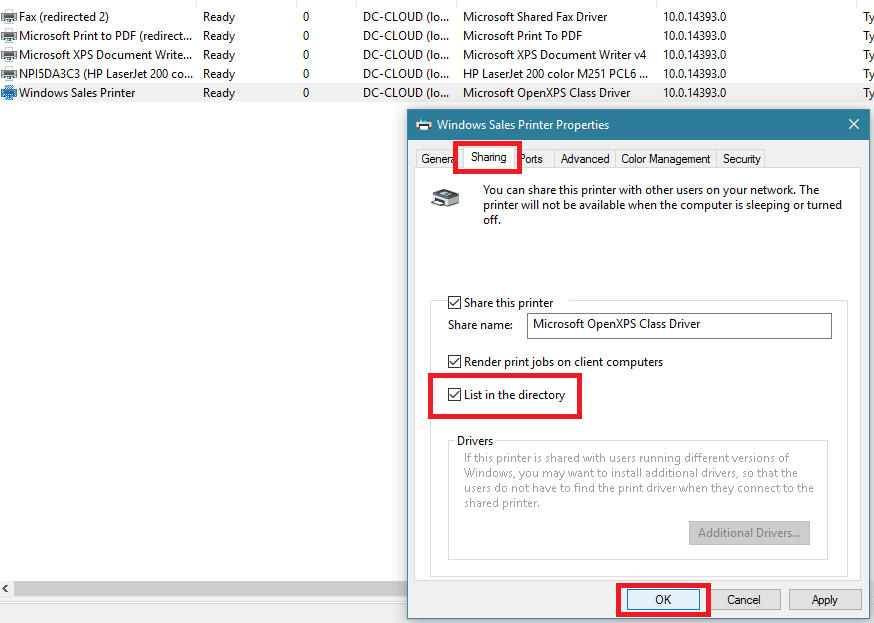 Fax (redirected 2) Ready 0 DC-CLOUD (lo... Microsoft Shared Fax Driver 10.0.14393.0 Ty
Microsoft Print to PDF (redirect... Ready 0 DC-CLOUD (lo... Microsoft Print To PDF 10.0.14393.0 Ty
Microsoft XPS Document Write... Ready 0 DC-CLOUD (lo... Microsoft XPS Document Writer v4 10.0.14393.0 Ty
NPI5DA3C3 (HP LaserJet 200 co... Ready 0 DC-CLOUD (lo... HP LaserJet 200 color M251 PCL6 ... 10.0.14393.0 Ty
Windows Sales Printer Ready 0 DC-CLOUD (lo... Microsoft OpenXPS Class Driver 10.0.14393.0 Ty
Windows Sales Printer Properties
Genera Sharing Ports Advanced Color Management Security
You can share this printer with other users on your network. The
printer will not be available when the computer is sleeping or turned
off.
Share this printer
Share name: Microsoft OpenXPS Class Driver
Render print jobs on client computers
List in the directory
Drivers
If this printer is shared with users running different versions of
Windows, you may want to install additional drivers, so that the
users do not have to find the print driver when they connect to the
shared printer.
Additional Drivers...
OK Cancel Apply